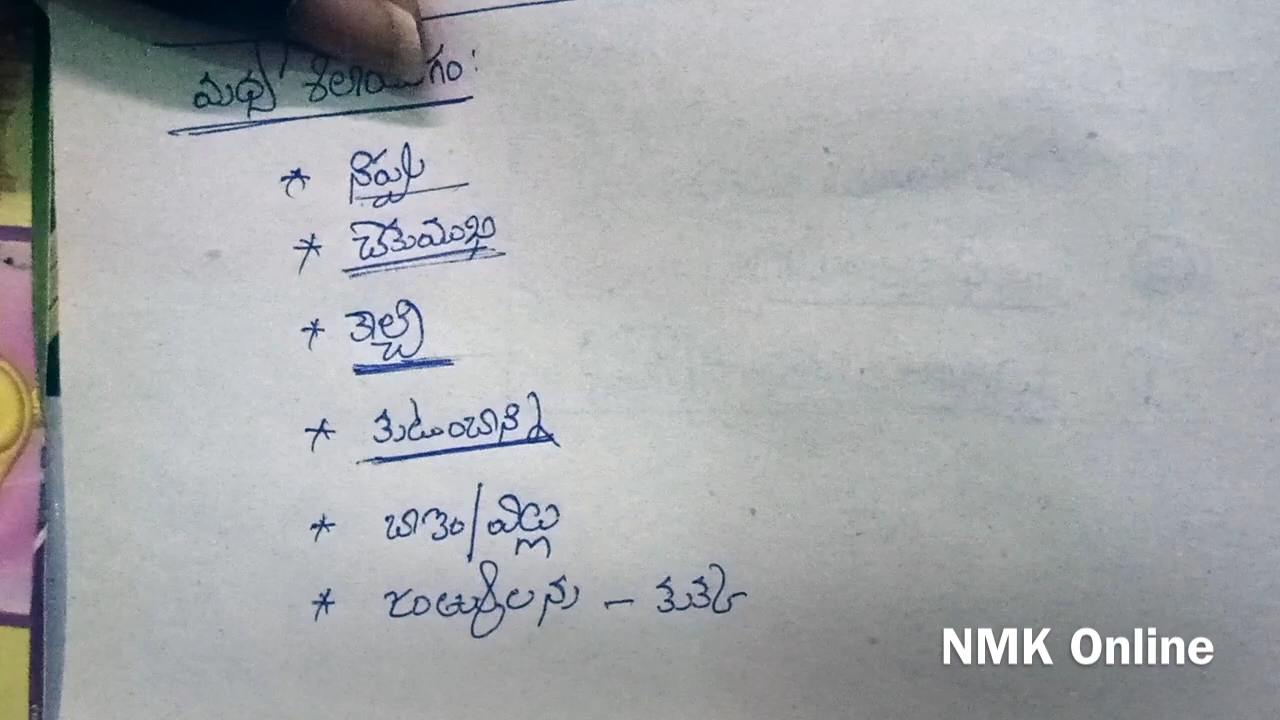 మధ్య శిలాయుగం:
* నిప్పు
* చెకుముఖి
* కాల్చి
* కుటుంబాన్ని
* బాణం/విల్లు
* జంతువులను - కుక్క
NMK Online